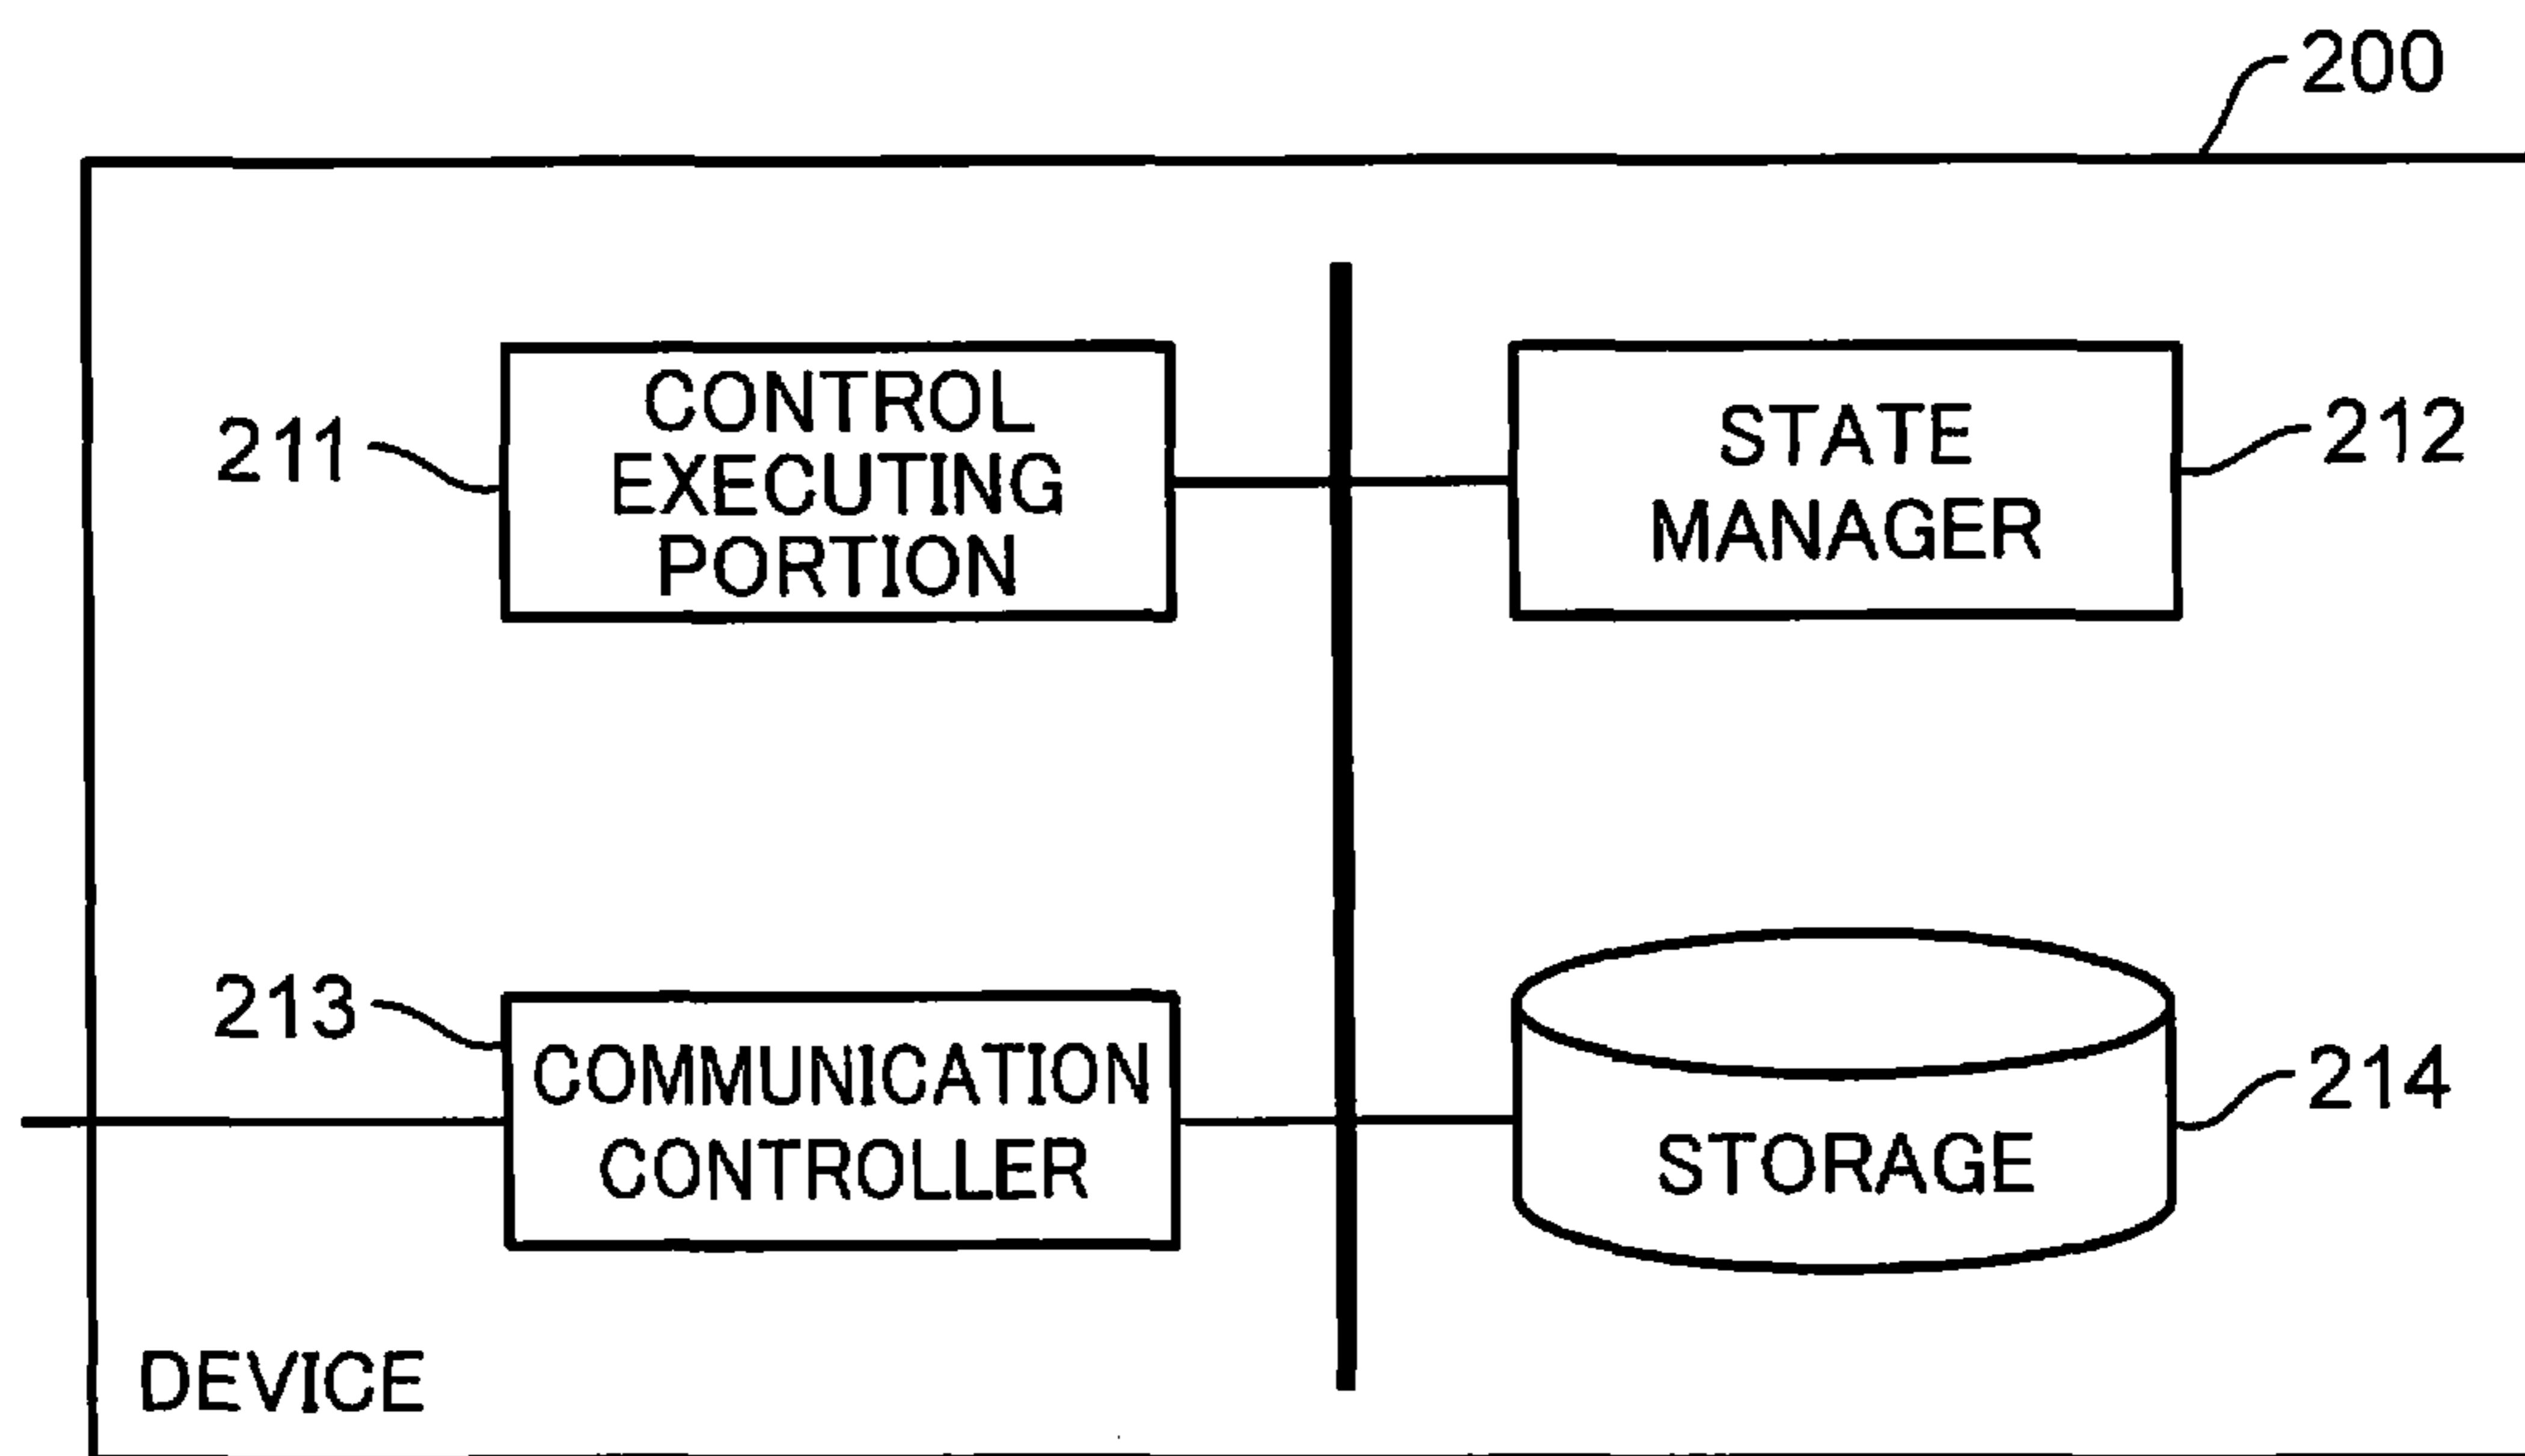 200
CONTROL
EXECUTING
PORTION
211
STATE
MANAGER
212
213
COMMUNICATION
CONTROLLER
STORAGE
214
DEVICE